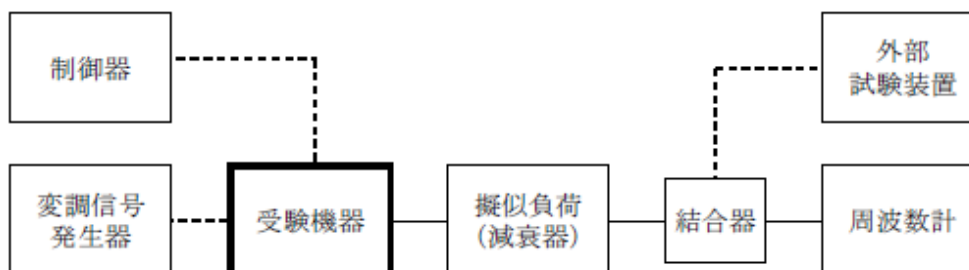 制御器
外部
試験装置
変調信号
発生器
受験機器
擬似負荷
（減衰器）
結合器
周波数計